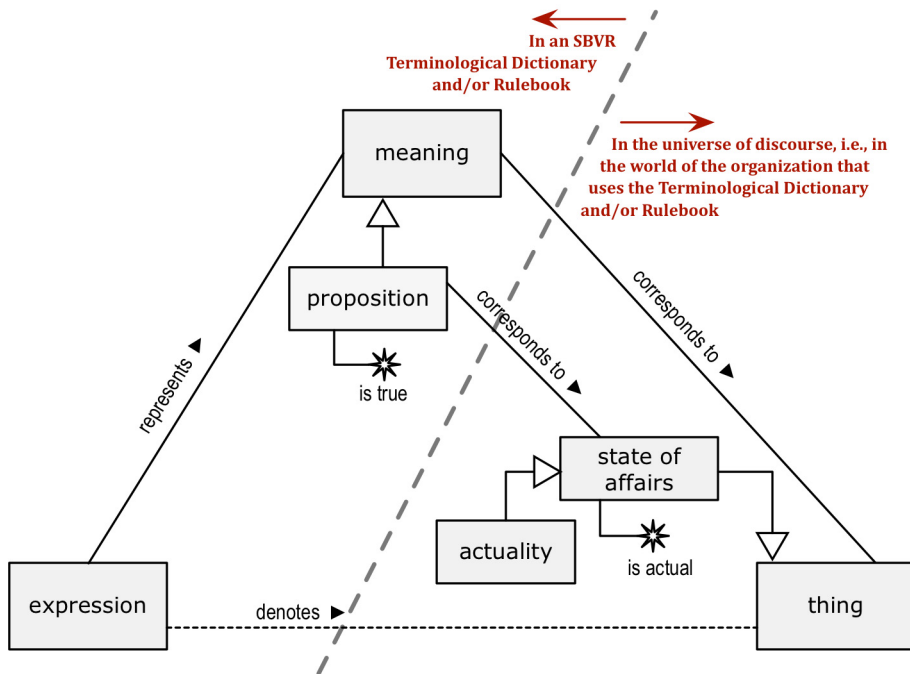 In an SBVR
Terminological Dictionary
and/or Rulebook
In the universe of discourse, i.e., in
the world of the organization that
uses the Terminological Dictionary
and/or Rulebook
meaning
proposition
is true
represents ▶
corresponds to ▶
corresponds to ▶
state of
affairs
is actual
actuality
expression
denotes ▶
thing